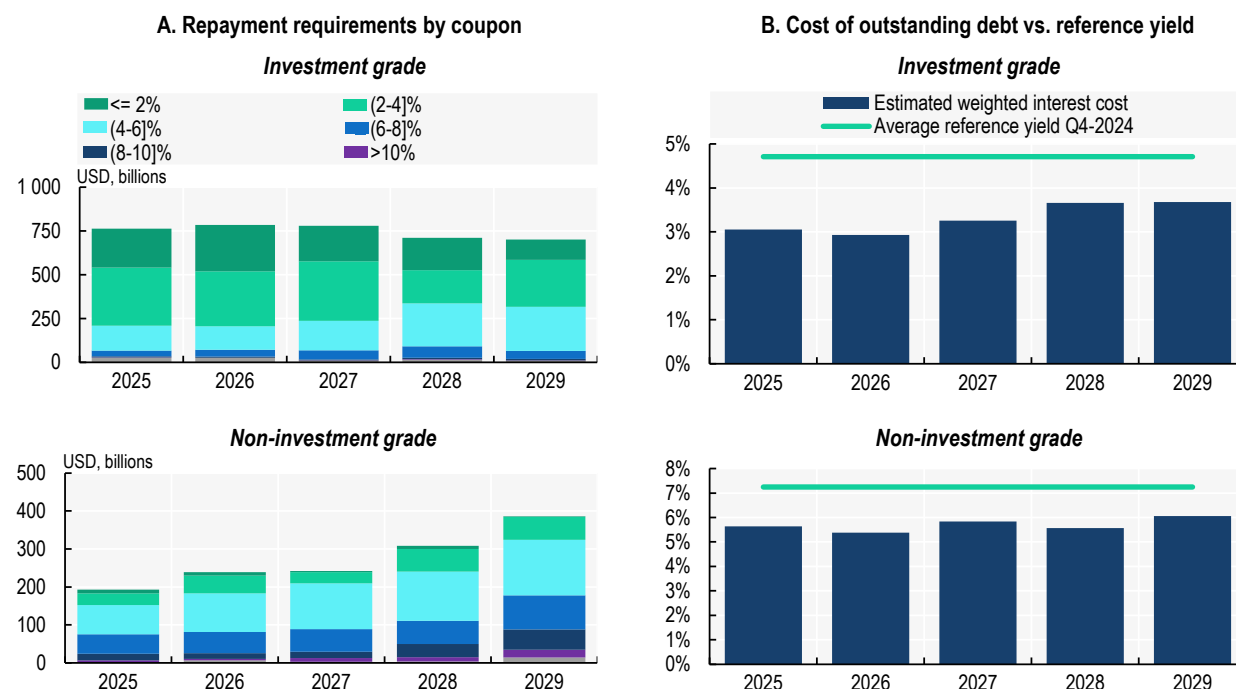 A. Repayment requirements by coupon
Investment grade
<= 2%
(2-4]%
(4-6]%
(6-8]%
(8-10]%
>10%
USD, billions
1 000
750
500
250
0
2025 2026 2027 2028 2029
Non-investment grade
USD, billions
500
400
300
200
100
0
2025 2026 2027 2028 2029
B. Cost of outstanding debt vs. reference yield
Investment grade
Estimated weighted interest cost
Average reference yield Q4-2024
5%
4%
3%
2%
1%
0%
2025 2026 2027 2028 2029
Non-investment grade
8%
7%
6%
5%
4%
3%
2%
1%
0%
2025 2026 2027 2028 2029